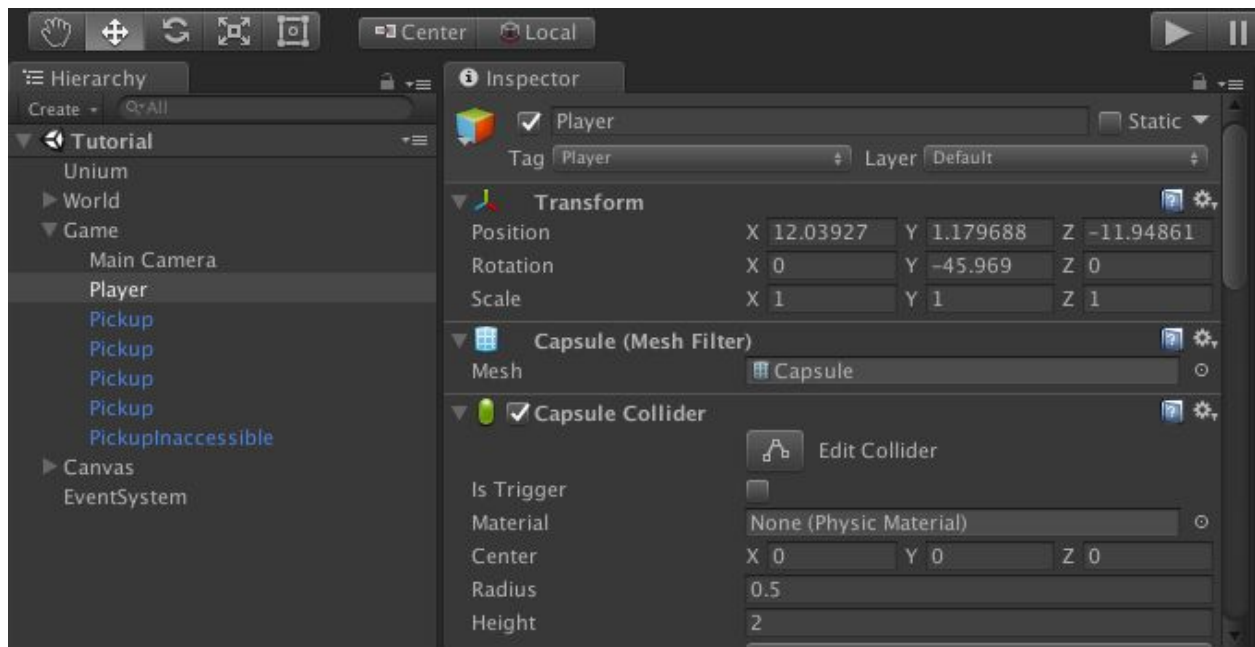 Center Local
Hierarchy
Create All
Tutorial
Unium
World
Game
Main Camera
Player
Pickup
Pickup
Pickup
Pickup
PickupInaccessible
Canvas
EventSystem
Inspector
Player Static
Tag Player Layer Default
Transform
Position X 12.03927 Y 1.179688 Z -11.94861
Rotation X 0 Y -45.969 Z 0
Scale X 1 Y 1 Z 1
Capsule (Mesh Filter)
Mesh Capsule
Capsule Collider
Edit Collider
Is Trigger
Material None (Physic Material)
Center X 0 Y 0 Z 0
Radius 0.5
Height 2